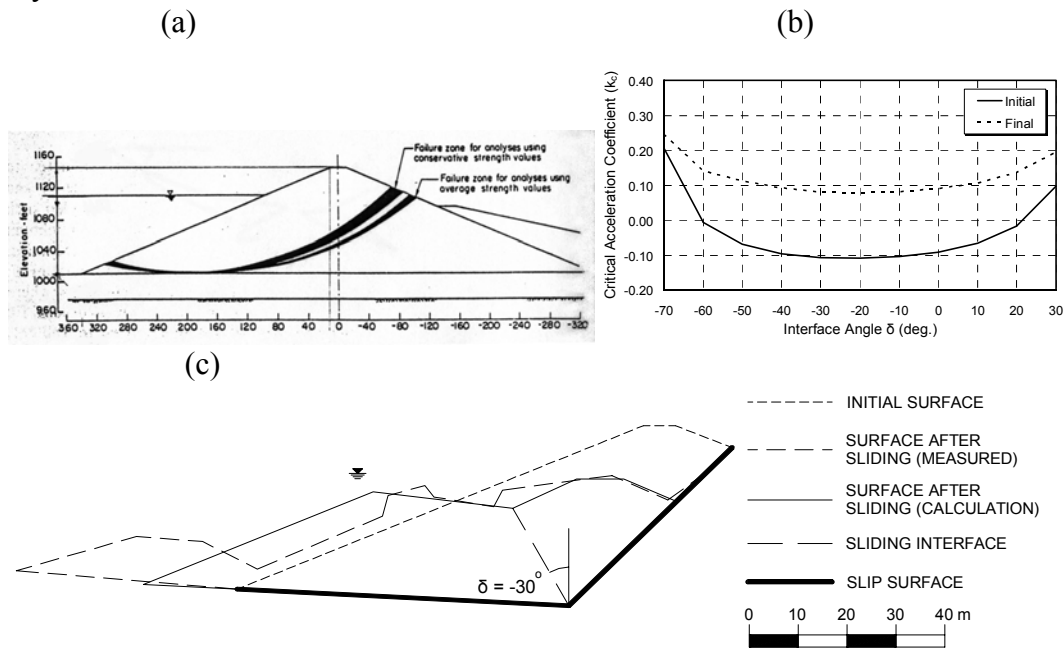 (a)
(b)
1160
1120
1080
1040
1000
960
Elevation - feet
Failure zone for analyses using
conservative strength values
Failure zone for analyses using
average strength values
360 320 280 240 200 160 120 80 40 0 -40 -80 -120 -160 -200 -240 -280 -320
Critical Acceleration Coefficient (kc)
0.40
0.30
0.20
0.10
0.00
-0.10
-0.20
Initial
Final
-70 -60 -50 -40 -30 -20 -10 0 10 20 30
Interface Angle δ (deg.)
(c)
δ = -30°
INITIAL SURFACE
SURFACE AFTER
SLIDING (MEASURED)
SURFACE AFTER
SLIDING (CALCULATION)
SLIDING INTERFACE
SLIP SURFACE
0 10 20 30 40 m